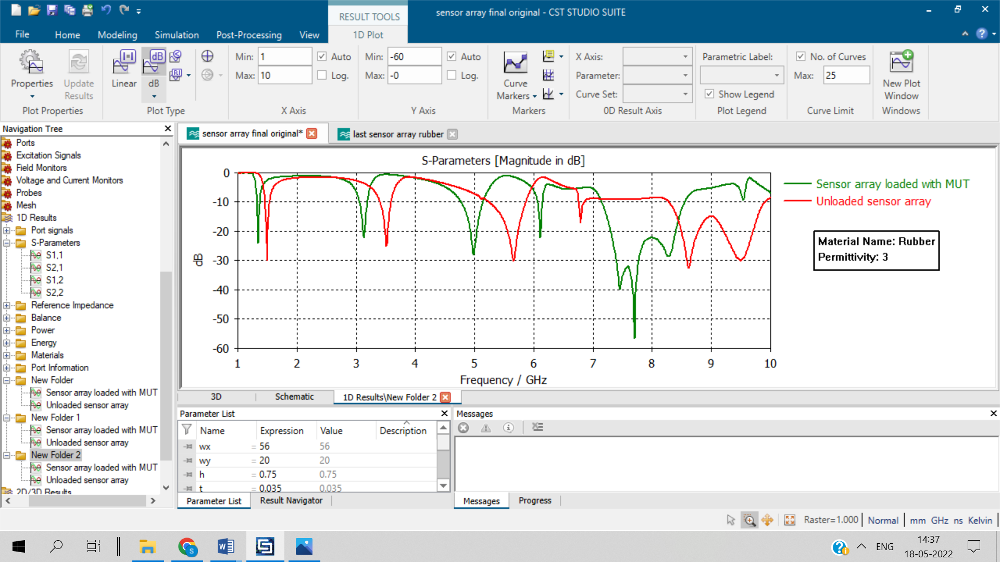 sensor array final original - CST STUDIO SUITE
RESULT TOOLS
File Home Modeling Simulation Post-Processing View 1D Plot
Properties
Update Results
Plot Properties
Linear
dB
Plot Type
Min: 1 Auto
Max: 10 Log.
X Axis
Min: -60 Auto
Max: -0 Log.
Y Axis
Curve Markers
Markers
X Axis:
Parameter:
Curve Set:
0D Result Axis
Parametric Label:
Show Legend
Plot Legend
No. of Curves
Max: 25
Curve Limit
New Plot Window
Windows
Navigation Tree
Ports
Excitation Signals
Field Monitors
Voltage and Current Monitors
Probes
Mesh
1D Results
Port signals
S-Parameters
S1,1
S2,1
S1,2
S2,2
Reference Impedance
Balance
Power
Energy
Materials
Port Information
New Folder
Sensor array loaded with MUT
Unloaded sensor array
New Folder 1
Sensor array loaded with MUT
Unloaded sensor array
New Folder 2
Sensor array loaded with MUT
Unloaded sensor array
2D/3D Results
sensor array final original*
last sensor array rubber
S-Parameters [Magnitude in dB]
0
-10
-20
-30
-40
-50
-60
dB
1 2 3 4 5 6 7 8 9 10
Frequency / GHz
Sensor array loaded with MUT
Unloaded sensor array
Material Name: Rubber
Permittivity: 3
3D Schematic 1D Results\New Folder 2
Parameter List
Name Expression Value Description
wx = 56 56
wy = 20 20
h = 0.75 0.75
t = 0.035 0.035
Parameter List Result Navigator
Messages
Messages Progress
Raster=1.000 Normal mm GHz ns Kelvin
ENG
14:37
18-05-2022